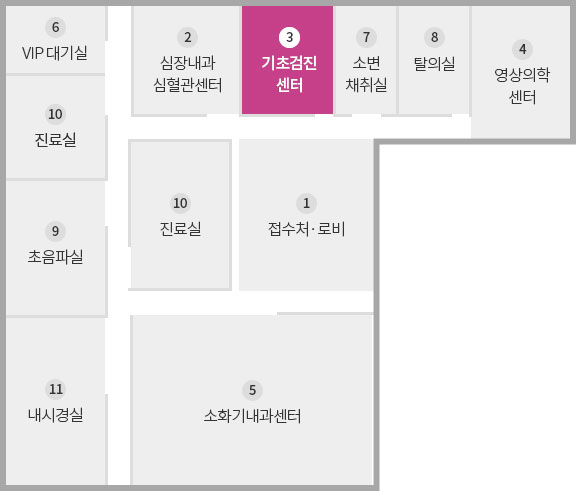 6
VIP 대기실
2
심장내과
심혈관센터
3
기초검진
센터
7
소변
채취실
8
탈의실
4
영상의학
센터
10
진료실
10
진료실
1
접수처·로비
9
초음파실
11
내시경실
5
소화기내과센터